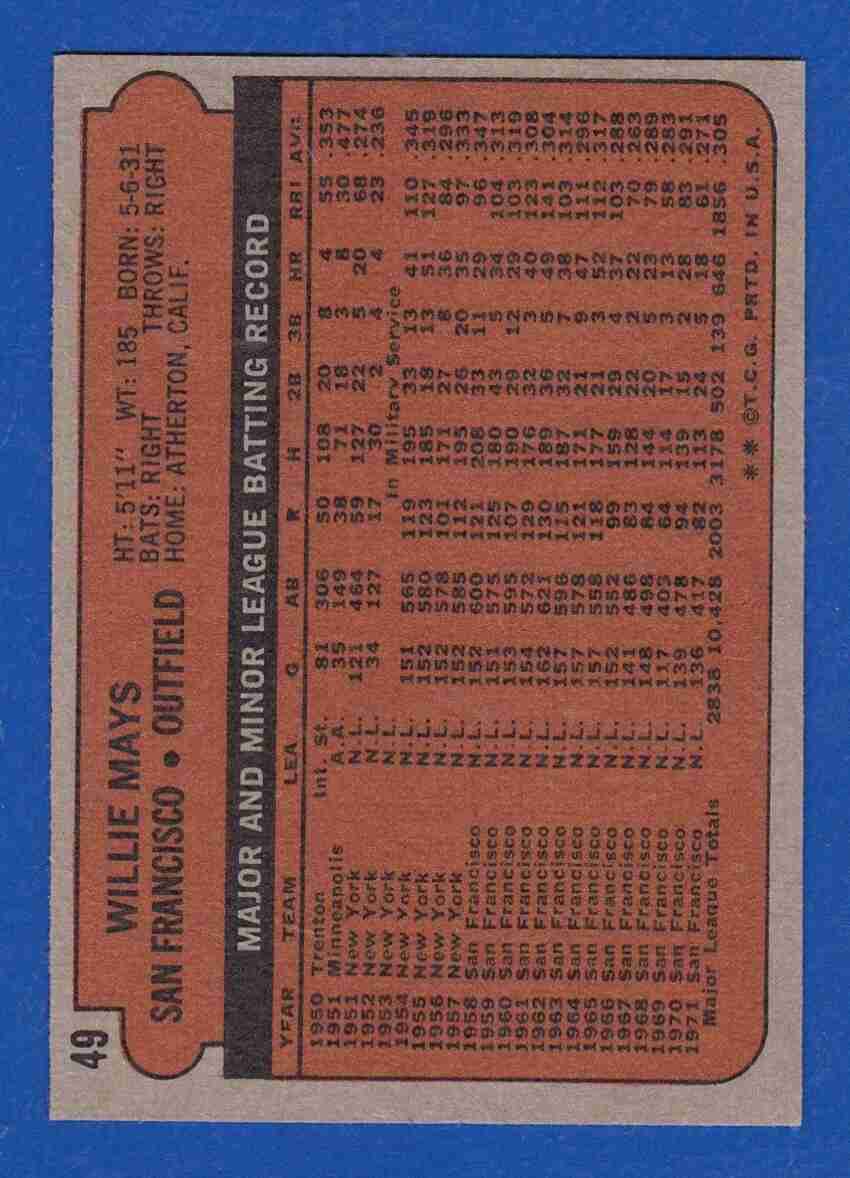 49
WILLIE MAYS
SAN FRANCISCO • OUTFIELD
HT: 5'11" WT: 185 BORN: 5-6-31
BATS: RIGHT THROWS: RIGHT
HOME: ATHERTON, CALIF.
MAJOR AND MINOR LEAGUE BATTING RECORD
YEAR TEAM LEA G AB R H 2B 3B HR RBI AVG.
1950 Trenton Int. St. 81 306 50 108 20 8 4 55 .353
1951 Minneapolis A.A. 35 149 38 71 18 3 8 30 .477
1951 New York N.L. 121 464 59 127 22 5 20 68 .274
1952 New York N.L. 34 127 17 30 2 4 4 23 .236
1953 New York In Military Service
1954 New York N.L. 151 565 119 195 33 13 41 110 .345
1955 New York N.L. 152 580 123 185 18 13 51 127 .319
1956 New York N.L. 152 578 101 171 27 8 36 84 .296
1957 New York N.L. 152 585 112 195 26 20 35 97 .333
1958 San Francisco N.L. 152 600 121 208 33 11 29 96 .347
1959 San Francisco N.L. 151 575 125 180 43 5 34 104 .313
1960 San Francisco N.L. 153 595 107 190 29 12 29 103 .319
1961 San Francisco N.L. 154 572 129 176 32 3 40 123 .308
1962 San Francisco N.L. 162 621 130 189 36 5 49 141 .304
1963 San Francisco N.L. 157 596 115 187 32 7 38 103 .314
1964 San Francisco N.L. 157 578 121 171 21 9 47 111 .296
1965 San Francisco N.L. 157 558 118 177 21 3 52 112 .317
1966 San Francisco N.L. 152 552 99 159 29 4 37 103 .288
1967 San Francisco N.L. 141 486 83 128 22 2 22 70 .263
1968 San Francisco N.L. 148 498 84 144 20 5 23 79 .289
1969 San Francisco N.L. 117 403 64 114 17 3 13 58 .283
1970 San Francisco N.L. 139 478 94 139 15 2 28 83 .291
1971 San Francisco N.L. 136 417 82 113 24 5 18 61 .271
Major League Totals 2838 10,428 2003 3178 502 139 646 1856 .305
** ©T.C.G. PRTD. IN U.S.A.